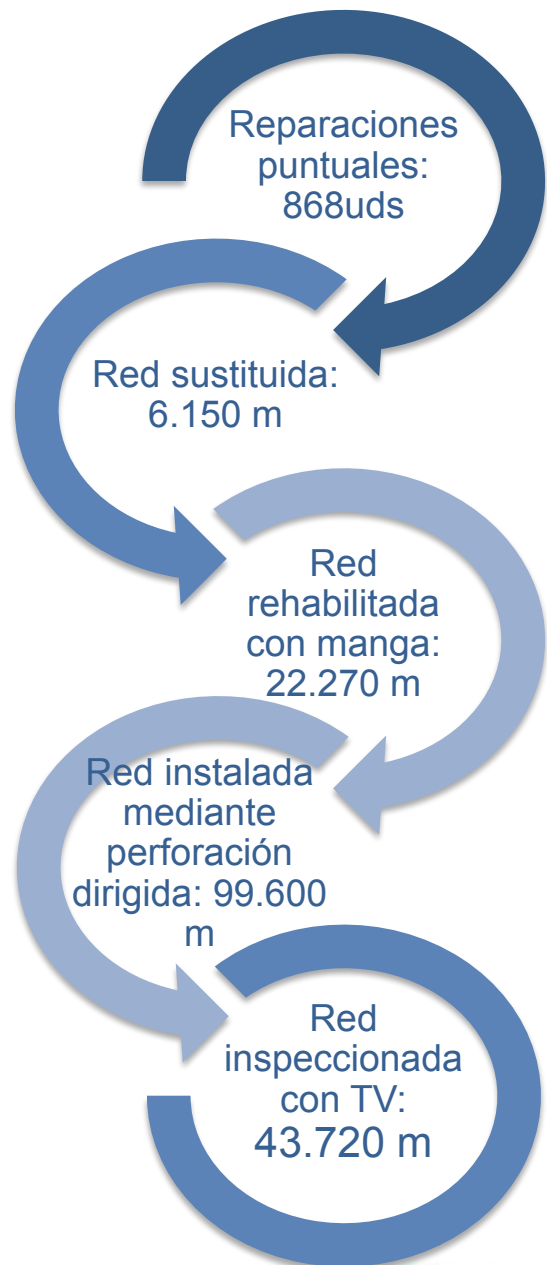 Reparaciones
puntuales:
868uds
Red sustituida:
6.150 m
Red
rehabilitada
con manga:
22.270 m
Red instalada
mediante
perforación
dirigida: 99.600
m
Red
inspeccionada
con TV:
43.720 m